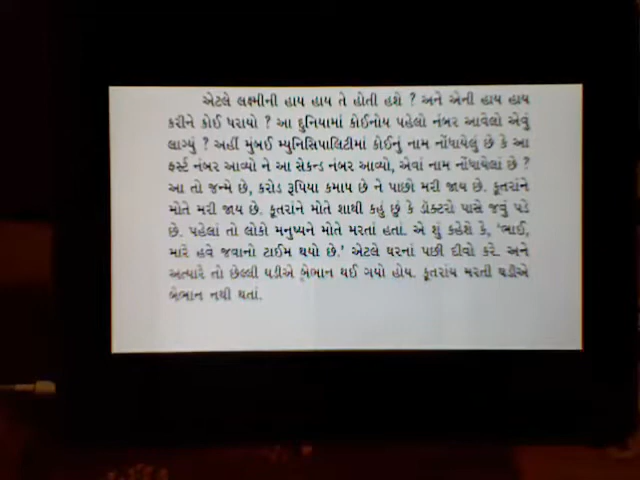 એટલે લક્ષ્મીની હાય હાય તે હોતી હશે ? અને એની હાય હાય
કરીને કોઈ ધરાયો ? આ દુનિયામાં કોઈનોય પહેલો નંબર આવેલો એવું
લાગ્યું ? અહીં મુંબઈ મ્યુનિસિપાલિટીમાં કોઈનું નામ નોંધાયેલું છે કે આ
ફર્સ્ટ નંબર આવ્યો ને આ સેકન્ડ નંબર આવ્યો, એવાં નામ નોંધાયેલાં છે ?
આ તો જન્મે છે, કરોડ રૂપિયા કમાય છે ને પાછો મરી જાય છે. કૂતરાંને
મોતે મરી જાય છે. કૂતરાંને મોતે શાથી કહું છું કે ડૉક્ટરો પાસે જવું પડે
છે. પહેલાં તો લોકો મનુષ્યને મોતે મરતાં હતાં. એ શું કહેશે કે, 'ભાઈ,
મારે હવે જવાનો ટાઈમ થયો છે.' એટલે ઘરનાં પછી દીવો કરે. અને
અત્યારે તો છેલ્લી ઘડીએ બેભાન થઈ ગયો હોય. કૂતરાંય મરતી ઘડીએ
બેભાન નથી થતાં.